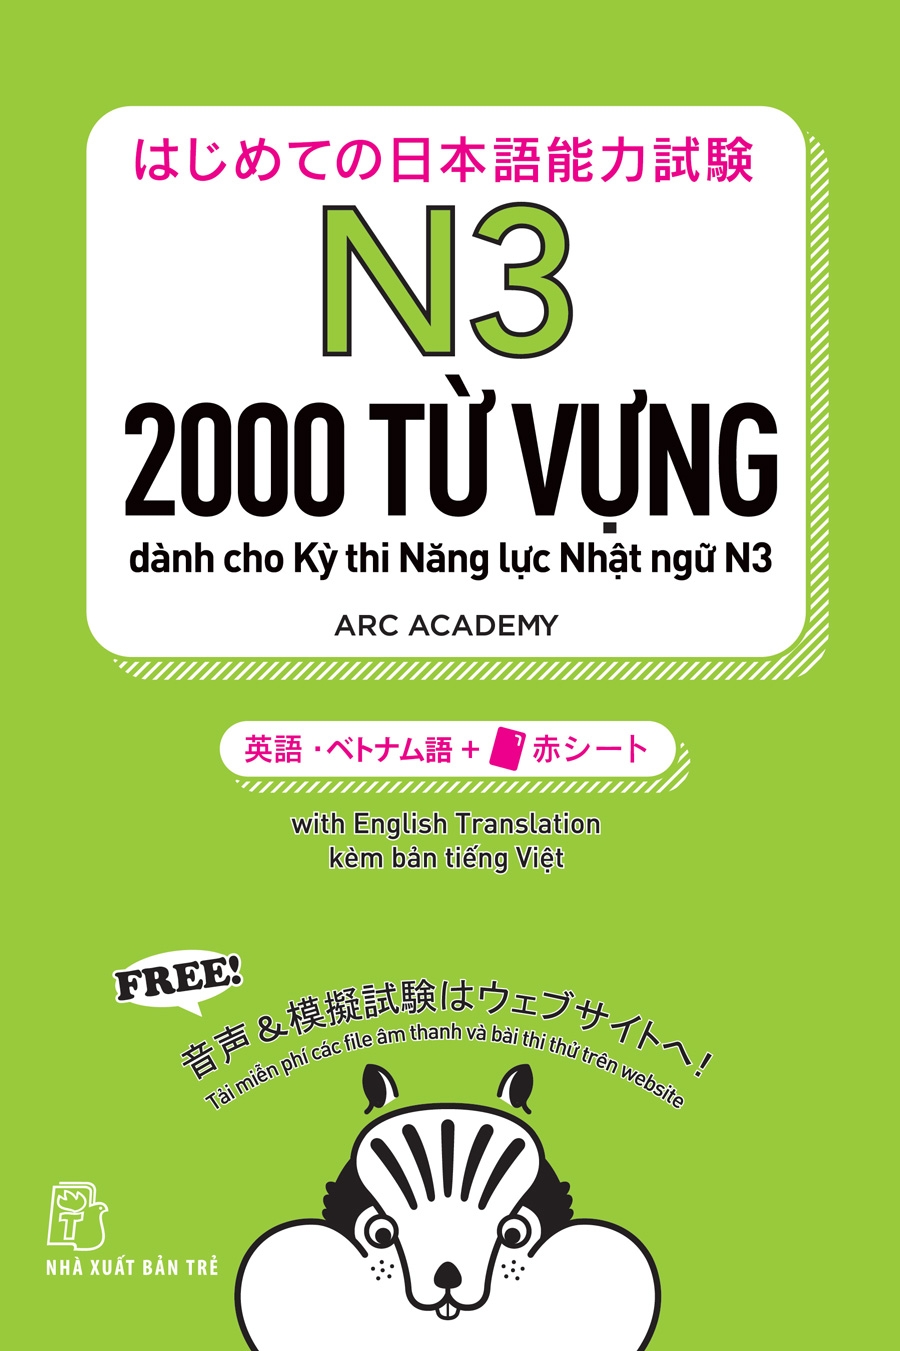 はじめての日本語能力試験
N3
2000 TỪ VỰNG
dành cho Kỳ thi Năng lực Nhật ngữ N3
ARC ACADEMY
英語・ベトナム語 + 赤シート
with English Translation
kèm bản tiếng Việt
FREE!
音声 & 模擬試験はウェブサイトへ!
Tải miễn phí các file âm thanh và bài thi thử trên website
T
NHÀ XUẤT BẢN TRẺ